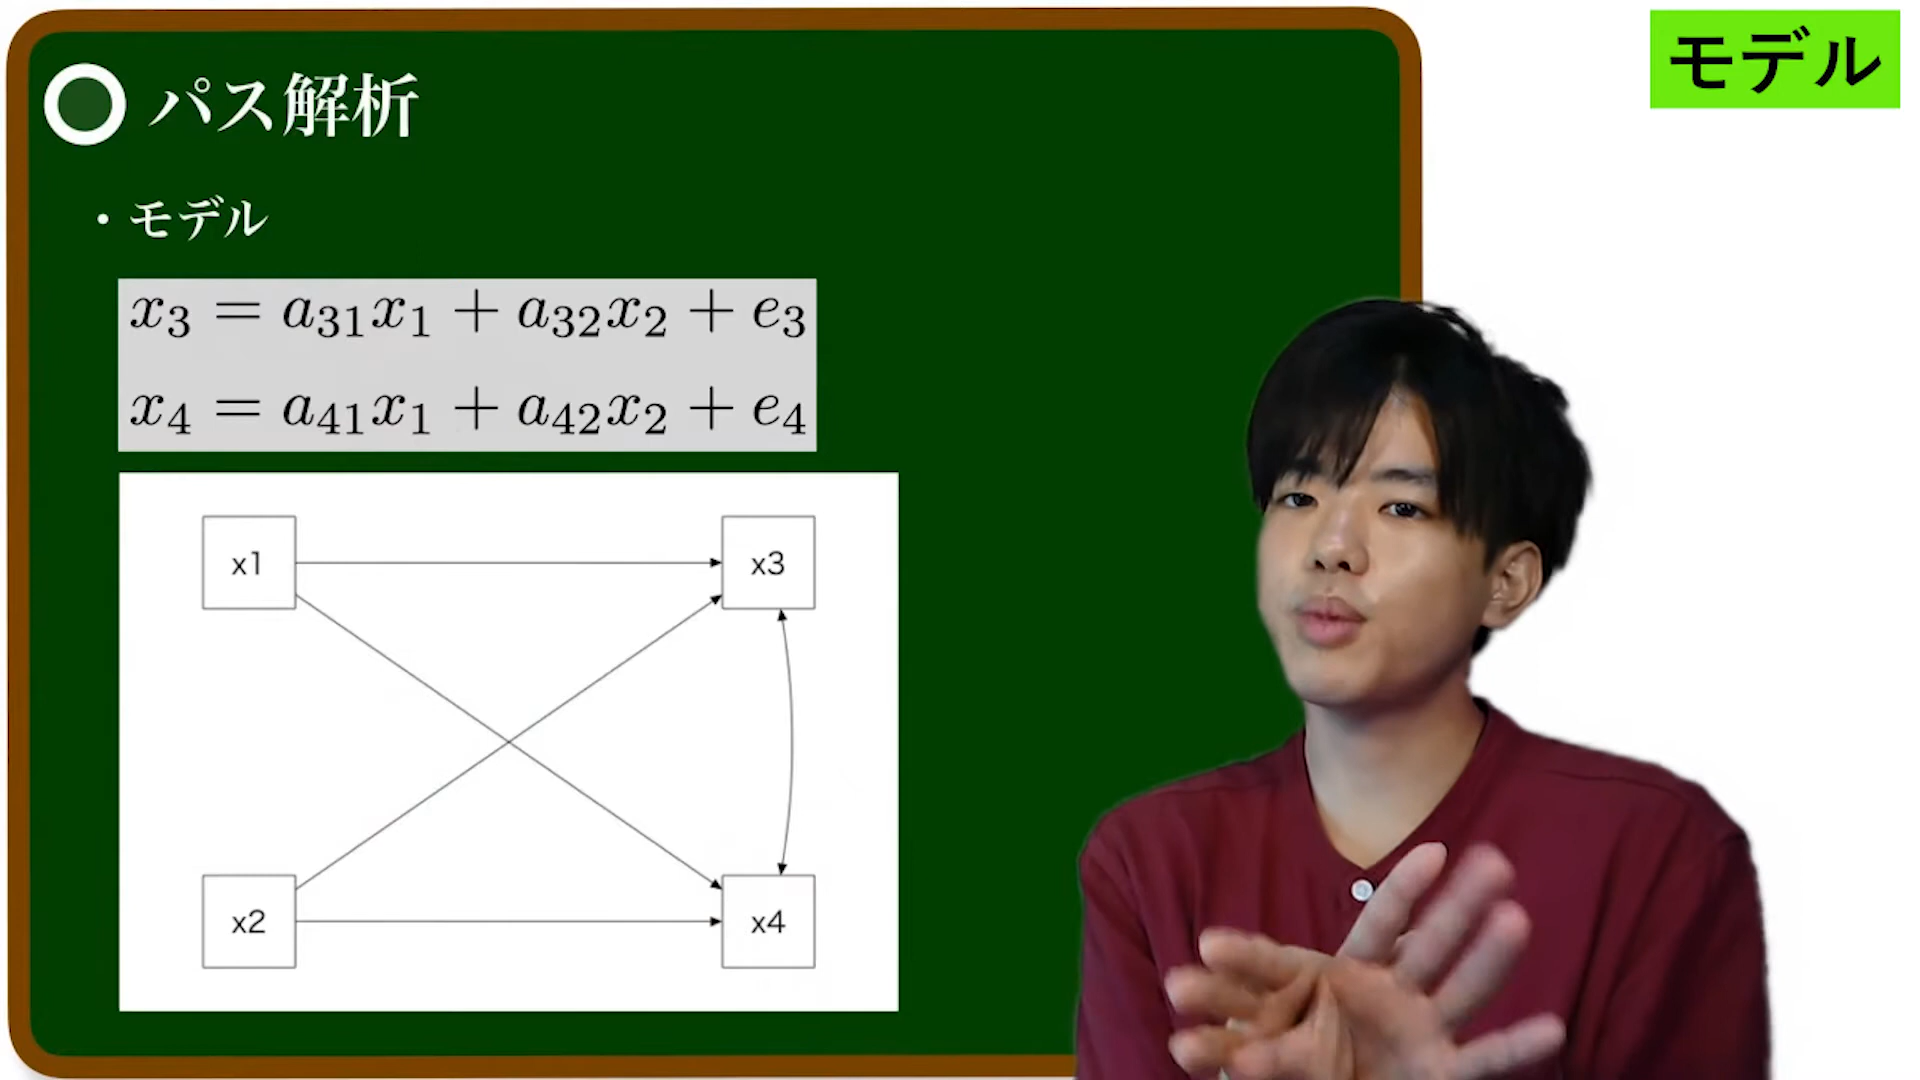 パス解析
モデル
・モデル
x₃ = a₃₁x₁ + a₃₂x₂ + e₃
x₄ = a₄₁x₁ + a₄₂x₂ + e₄
x1
x3
x2
x4